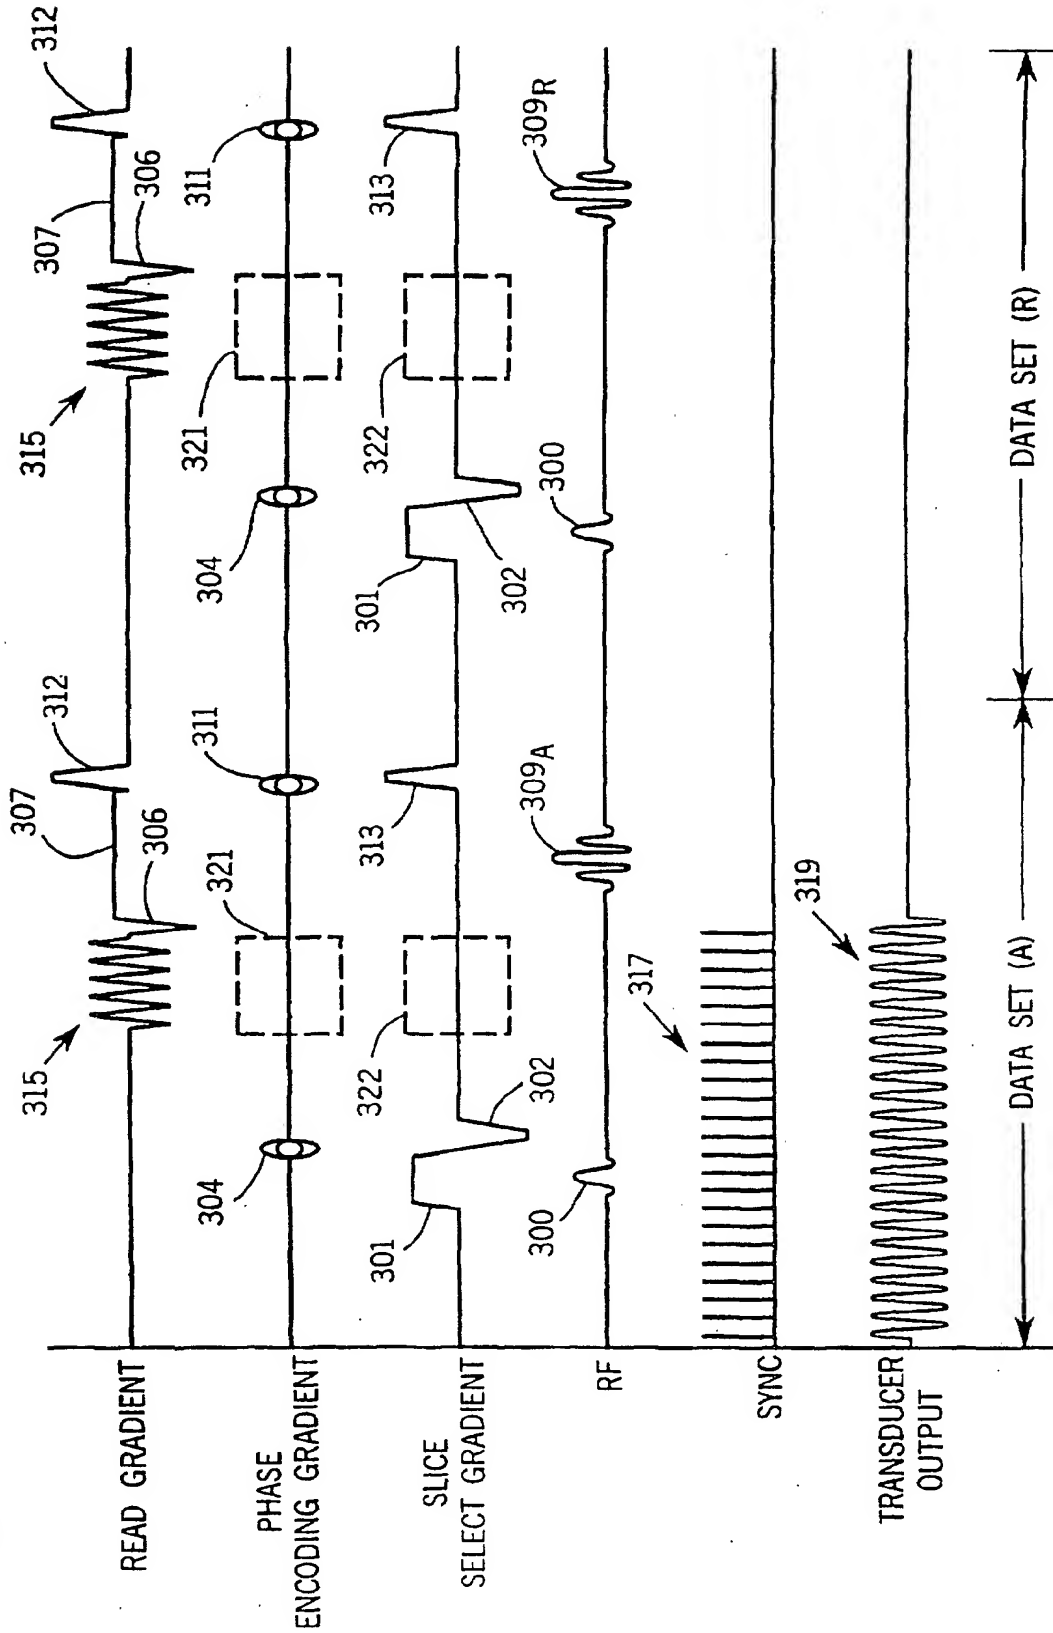 READ GRADIENT
315
307
306
312
315
307
306
312
PHASE
ENCODING GRADIENT
304
321
311
304
321
311
SLICE
SELECT GRADIENT
301
302
322
313
301
302
322
313
RF
300
309A
300
309R
SYNC
317
TRANSDUCER
OUTPUT
319
DATA SET (A)
DATA SET (R)